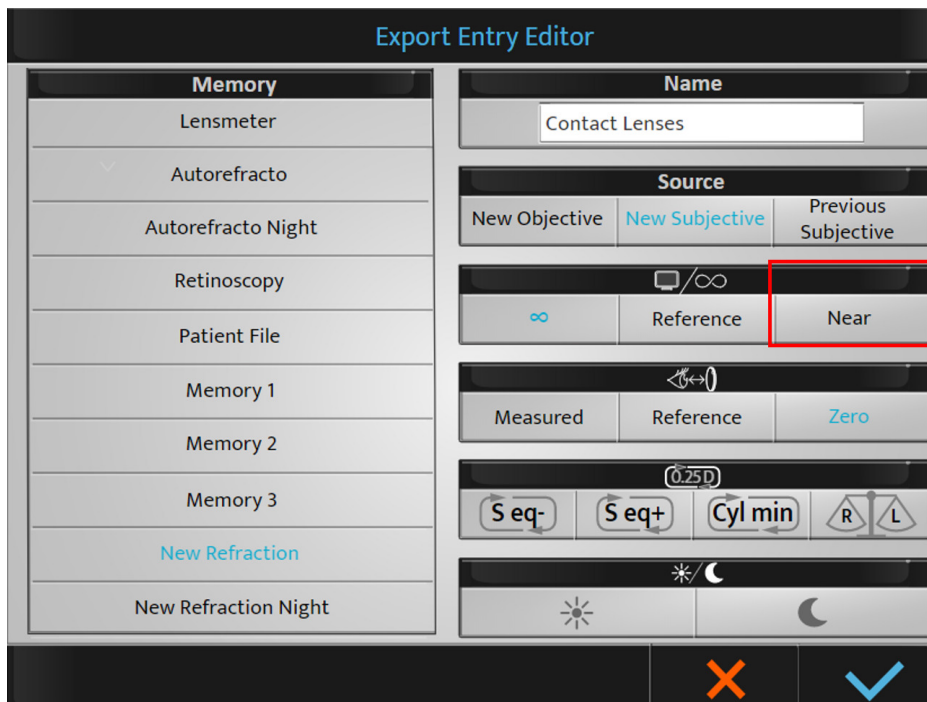 Export Entry Editor
Memory
Lensmeter
Autorefracto
Autorefracto Night
Retinoscopy
Patient File
Memory 1
Memory 2
Memory 3
New Refraction
New Refraction Night
Name
Contact Lenses
Source
New Objective
New Subjective
Previous
Subjective
/∞
∞
Reference
Near
Measured
Reference
Zero
0.25D
S eq-
S eq+
Cyl min
R
L
/